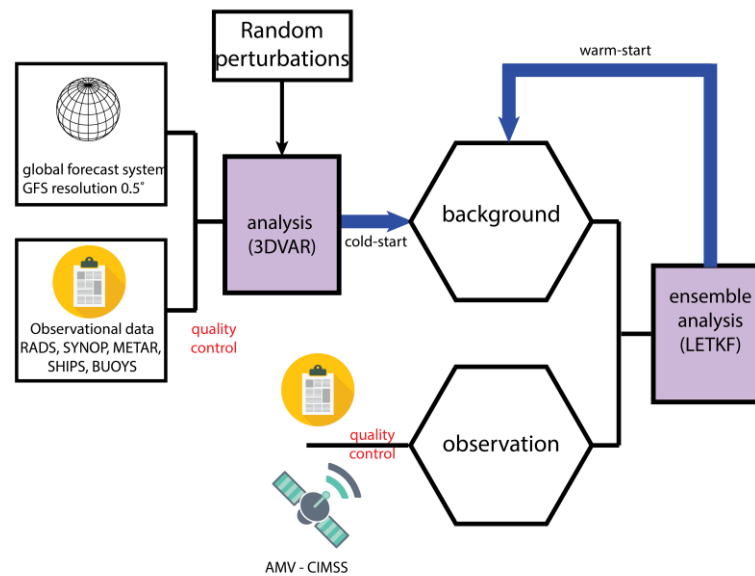 Random
perturbations
warm-start
global forecast system
GFS resolution 0.5°
analysis
(3DVAR)
cold-start
background
ensemble
analysis
(LETKF)
Observational data
RADS, SYNOP, METAR,
SHIPS, BUOYS
quality
control
quality
control
observation
AMV - CIMSS